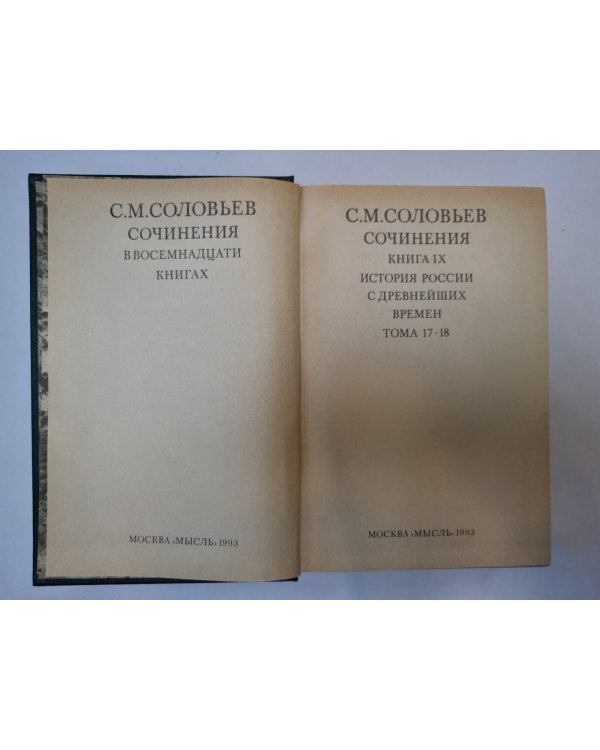 С.М.СОЛОВЬЕВ
СОЧИНЕНИЯ
В ВОСЕМНАДЦАТИ
КНИГАХ
МОСКВА «МЫСЛЬ» 1993
С.М.СОЛОВЬЕВ
СОЧИНЕНИЯ
КНИГА IX
ИСТОРИЯ РОССИИ
С ДРЕВНЕЙШИХ
ВРЕМЕН
ТОМА 17-18
МОСКВА «МЫСЛЬ» 1993